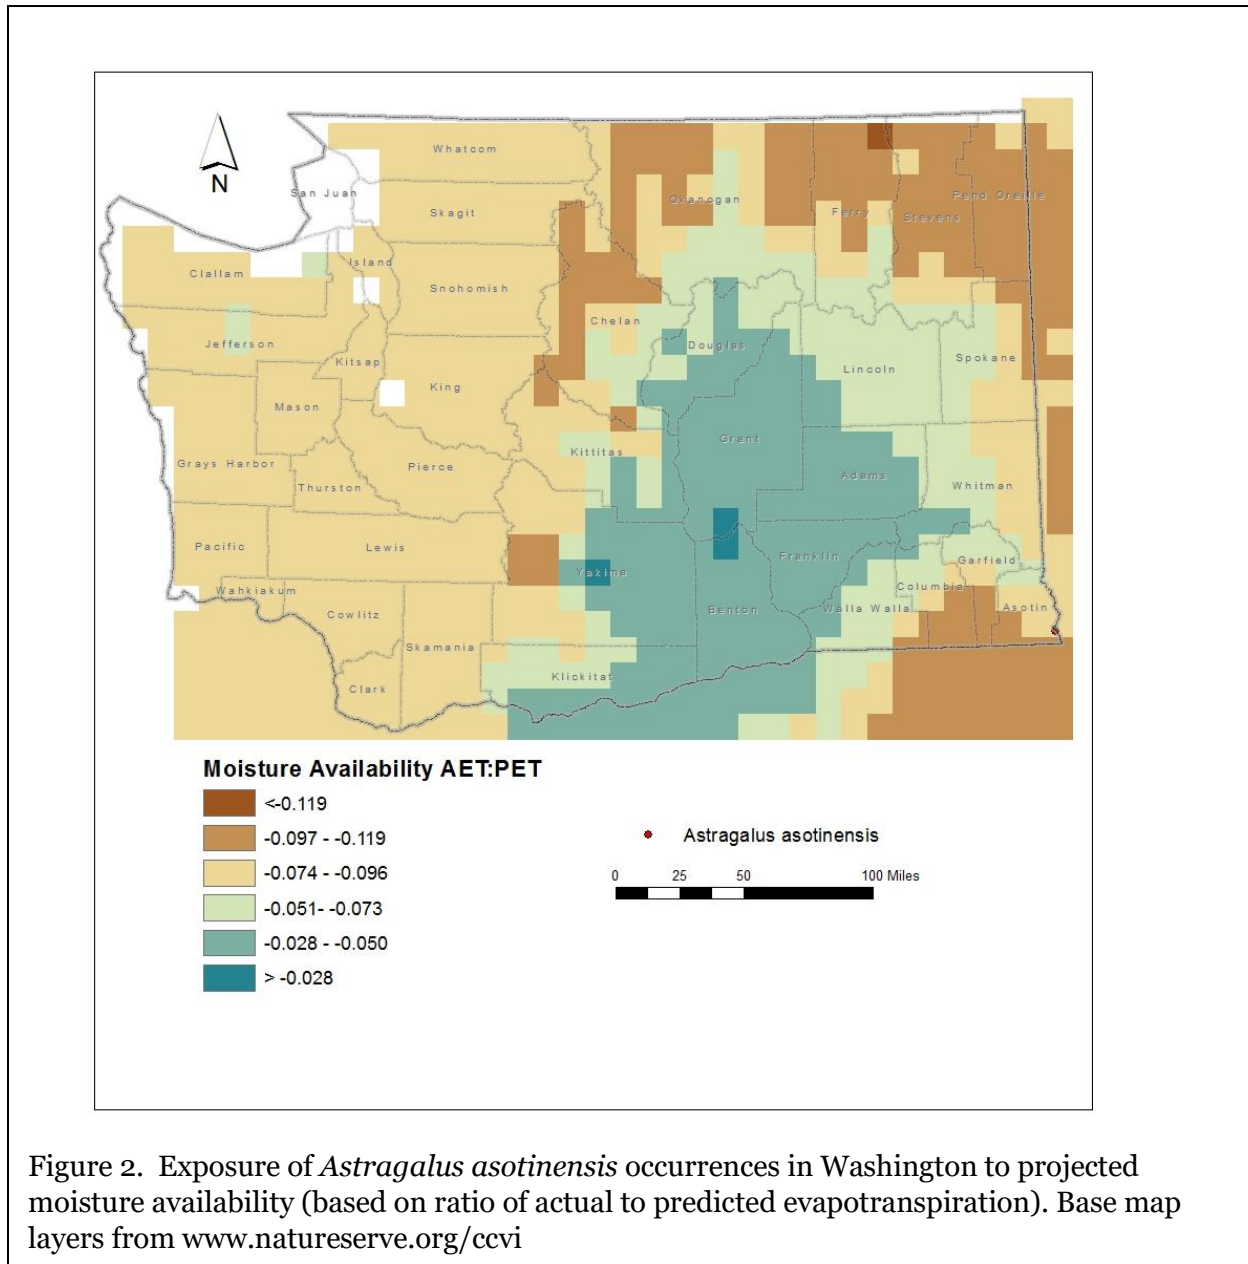 N
Whatcom
San Juan
Skagit
Okanogan
Ferry
Stevens
Pend Oreille
Clallam
Island
Snohomish
Chelan
Jefferson
Kitsap
Douglas
Lincoln
Spokane
King
Mason
Grant
Kittitas
Grays Harbor
Pierce
Thurston
Adams
Whitman
Pacific
Lewis
Yakima
Franklin
Garfield
Wahkiakum
Columbia
Cowlitz
Benton
Walla Walla
Asotin
Skamania
Klickitat
Clark
Moisture Availability AET:PET
<-0.119
-0.097 - -0.119
-0.074 - -0.096
-0.051- -0.073
-0.028 - -0.050
> -0.028
Astragalus asotinensis
0 25 50 100 Miles
Figure 2.  Exposure of Astragalus asotinensis occurrences in Washington to projected
moisture availability (based on ratio of actual to predicted evapotranspiration). Base map
layers from www.natureserve.org/ccvi